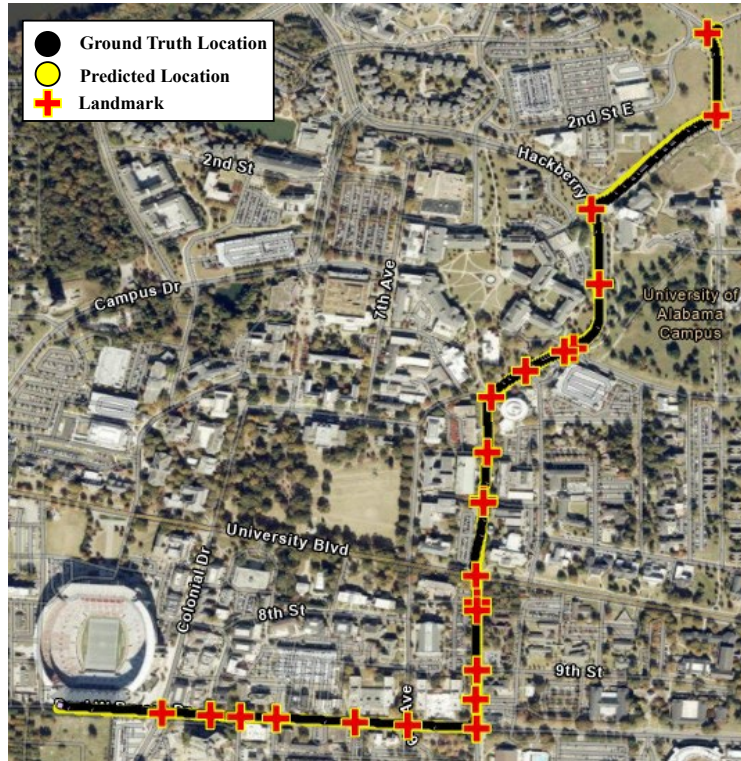 Ground Truth Location
Predicted Location
Landmark
2nd St E
Hackberry
2nd St
7th Ave
Campus Dr
University of
Alabama
Campus
University Blvd
Colonial Dr
8th St
9th St
Ave